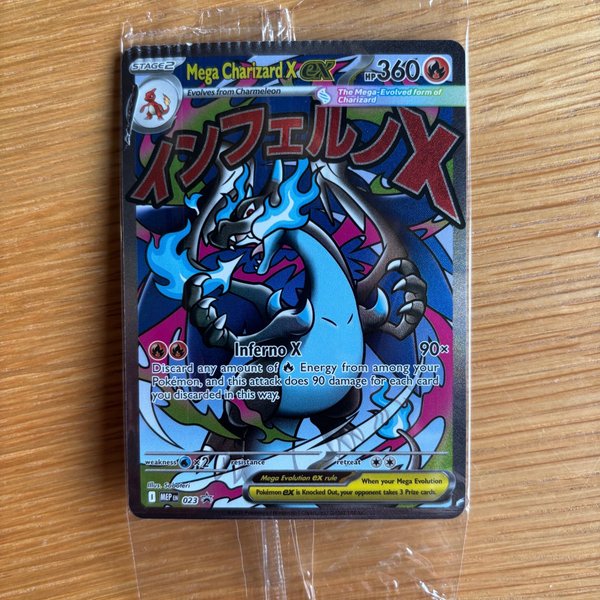 STAGE2 Mega Charizard X ex HP360
Evolves from Charmeleon
The Mega-Evolved form of
Charizard
インフェルノX
Inferno X 90×
Discard any amount of Energy from among your
Pokémon, and this attack does 90 damage for each card
you discarded in this way.
weakness ×2 resistance retreat
Mega Evolution ex rule
When your Mega Evolution
Pokémon ex is Knocked Out, your opponent takes 3 Prize cards.
Illus.
MEP EN 023